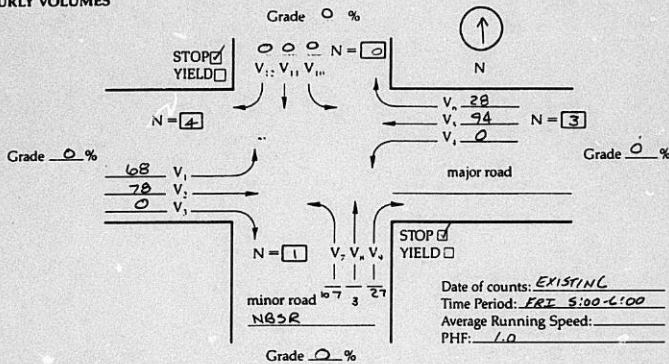 URLY VOLUMES
Grade 0 %
STOP ☑
YIELD □
0 0 0 N = 0
V12 V11 V10
N
N = 4
V6 28
V5 94
V4 0
N = 3
Grade 0 %
Grade 0 %
68 V1
78 V2
0 V3
major road
N = 1
V7 V8 V9
STOP ☑
YIELD □
107 3 27
minor road
NBSR
Date of counts: EXISTING
Time Period: FRI 5:00-6:00
Average Running Speed:
PHF: 1.0
Grade 0 %